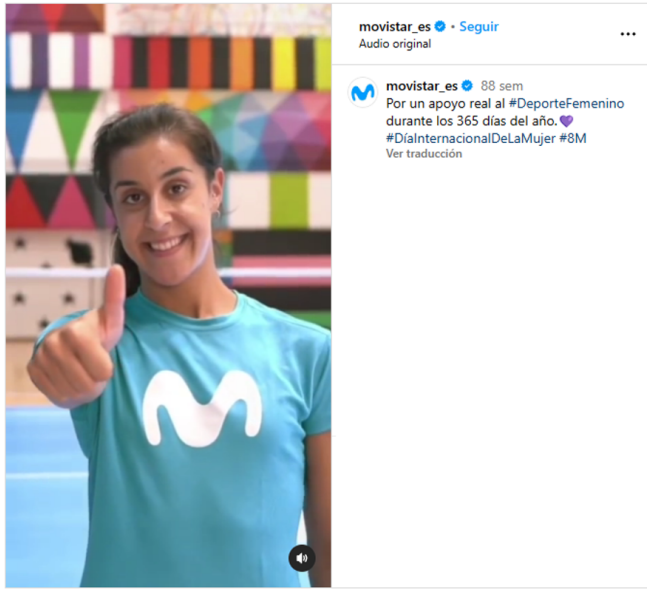 movistar_es • Seguir
Audio original
movistar_es 88 sem
Por un apoyo real al #DeporteFemenino
durante los 365 días del año.💜
#DíaInternacionalDeLaMujer #8M
Ver traducción